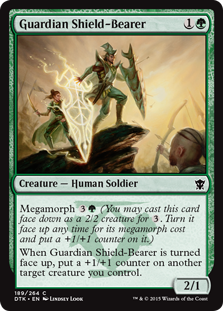 Guardian Shield-Bearer 1
Creature — Human Soldier
Megamorph 3 (You may cast this card
face down as a 2/2 creature for 3. Turn it
face up any time for its megamorph cost
and put a +1/+1 counter on it.)
When Guardian Shield-Bearer is turned
face up, put a +1/+1 counter on another
target creature you control.
2/1
189/264 C
DTK • EN Lindsey Look
™ & © 2015 Wizards of the Coast